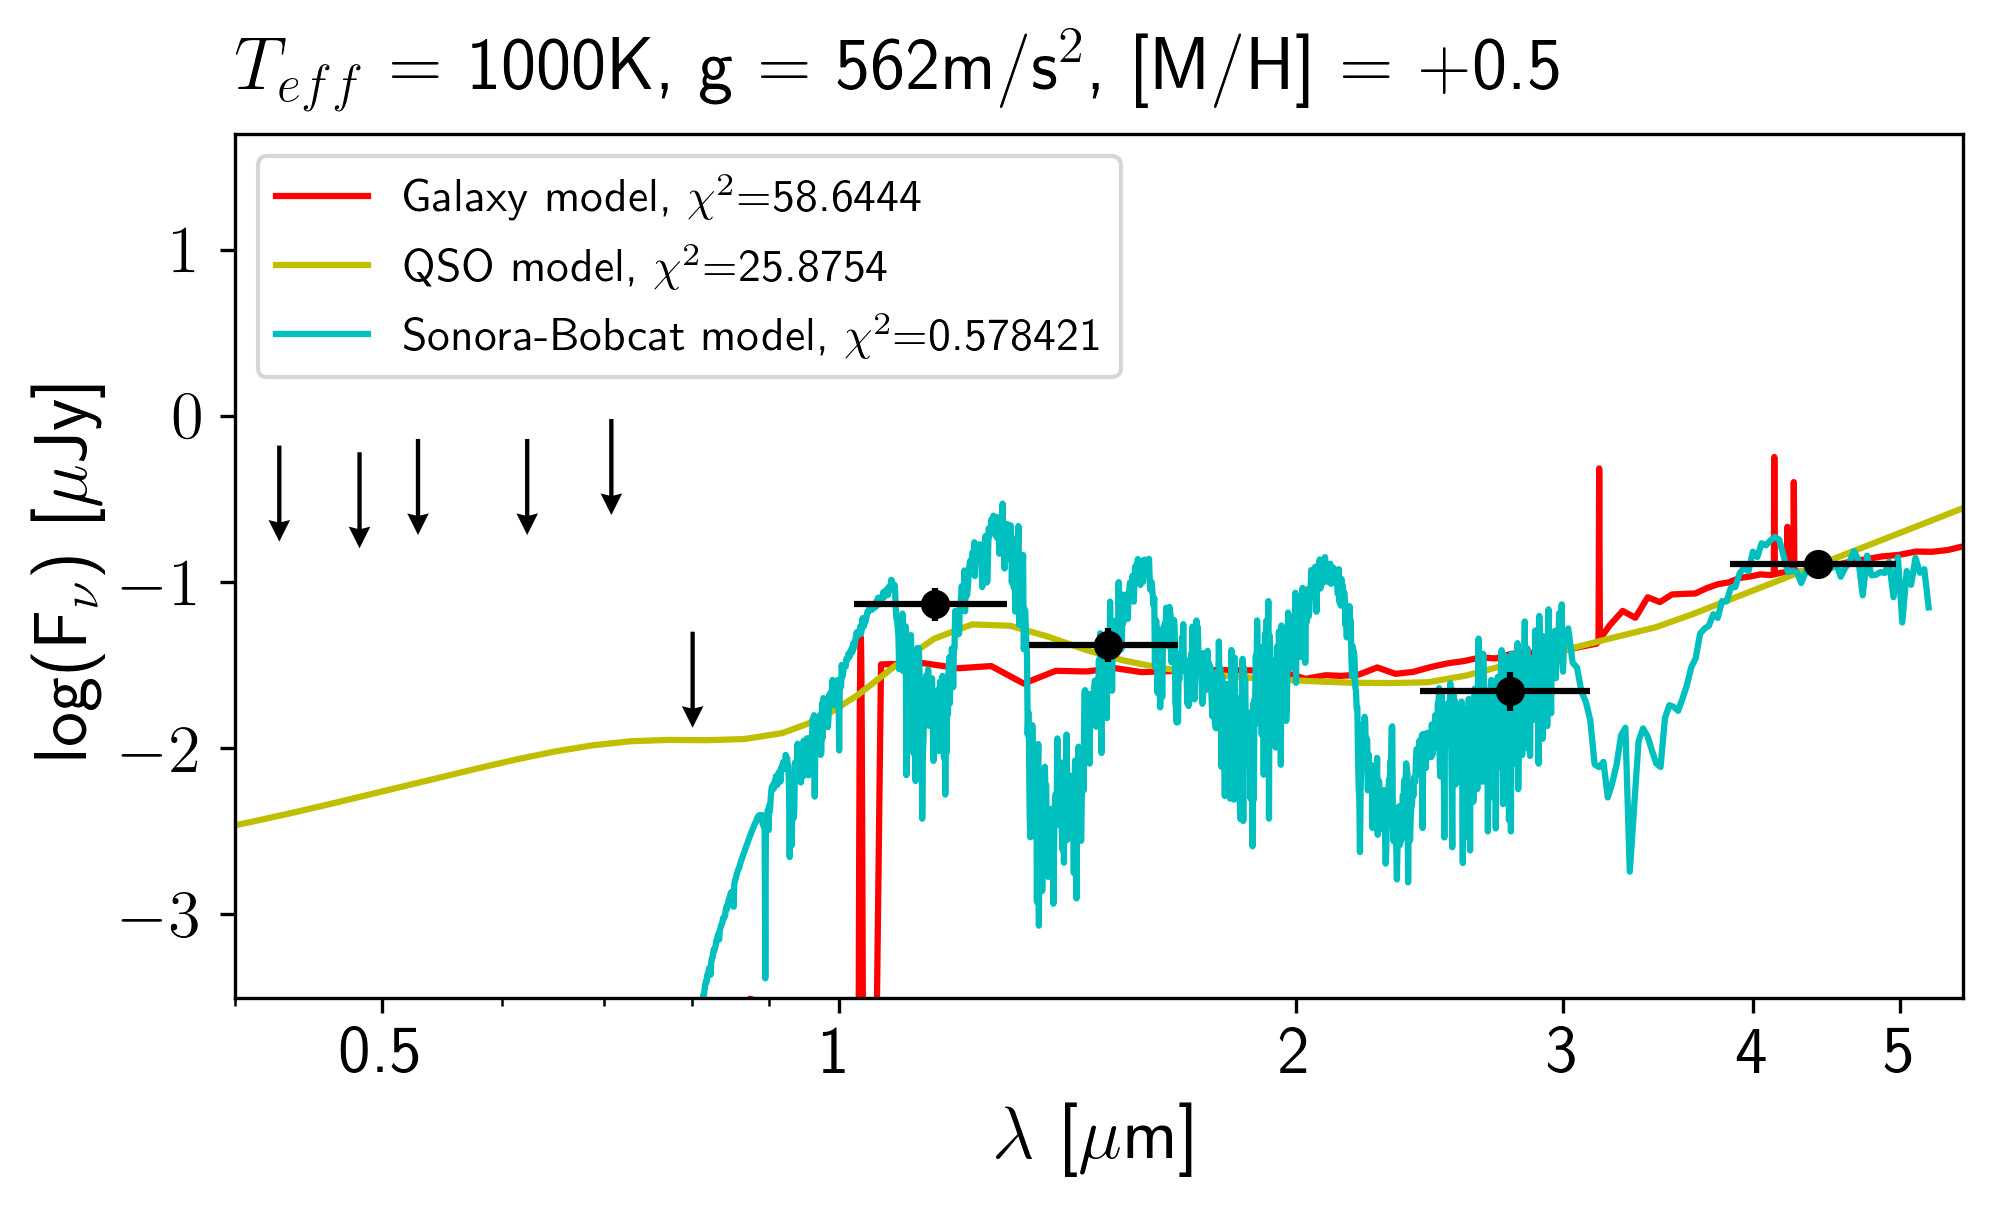 T_eff = 1000K, g = 562m/s², [M/H] = +0.5
Galaxy model, χ²=58.6444
QSO model, χ²=25.8754
Sonora-Bobcat model, χ²=0.578421
log(F_ν) [μJy]
1
0
−1
−2
−3
0.5 1 2 3 4 5
λ [μm]